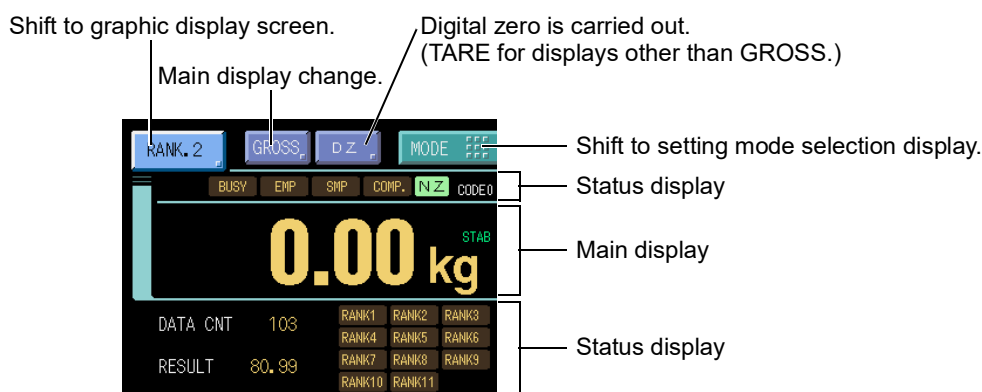 Shift to graphic display screen.
Digital zero is carried out.
(TARE for displays other than GROSS.)
Main display change.
RANK.2 GROSS DZ MODE
Shift to setting mode selection display.
BUSY EMP SMP COMP. NZ CODE0
Status display
STAB
0.00 kg
Main display
DATA CNT 103
RANK1 RANK2 RANK3
RANK4 RANK5 RANK6
Status display
RESULT 80.99
RANK7 RANK8 RANK9
RANK10 RANK11